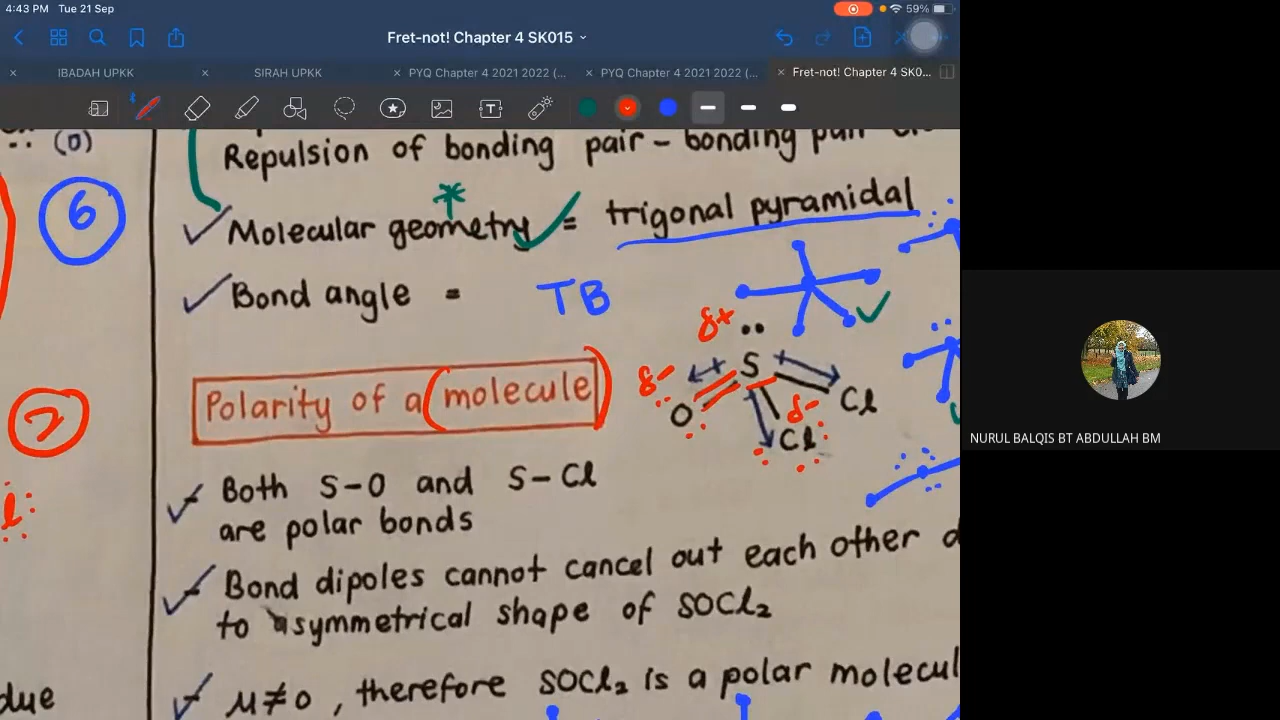 4:43 PM Tue 21 Sep
59%
Fret-not! Chapter 4 SK015
IBADAH UPKK
SIRAH UPKK
PYQ Chapter 4 2021 2022 (...
PYQ Chapter 4 2021 2022 (...
Fret-not! Chapter 4 SK0...
(0)
Repulsion of bonding pair - bonding pair
6
* Molecular geometry = trigonal pyramidal
Bond angle = TB
δ+
S
δ-
O
Cl
δ-
Cl
7
Polarity of a (molecule)
Both S-O and S-Cl
are polar bonds
Bond dipoles cannot cancel out each other
to asymmetrical shape of SOCl₂
μ≠0, therefore SOCl₂ is a polar molecul
due
NURUL BALQIS BT ABDULLAH BM